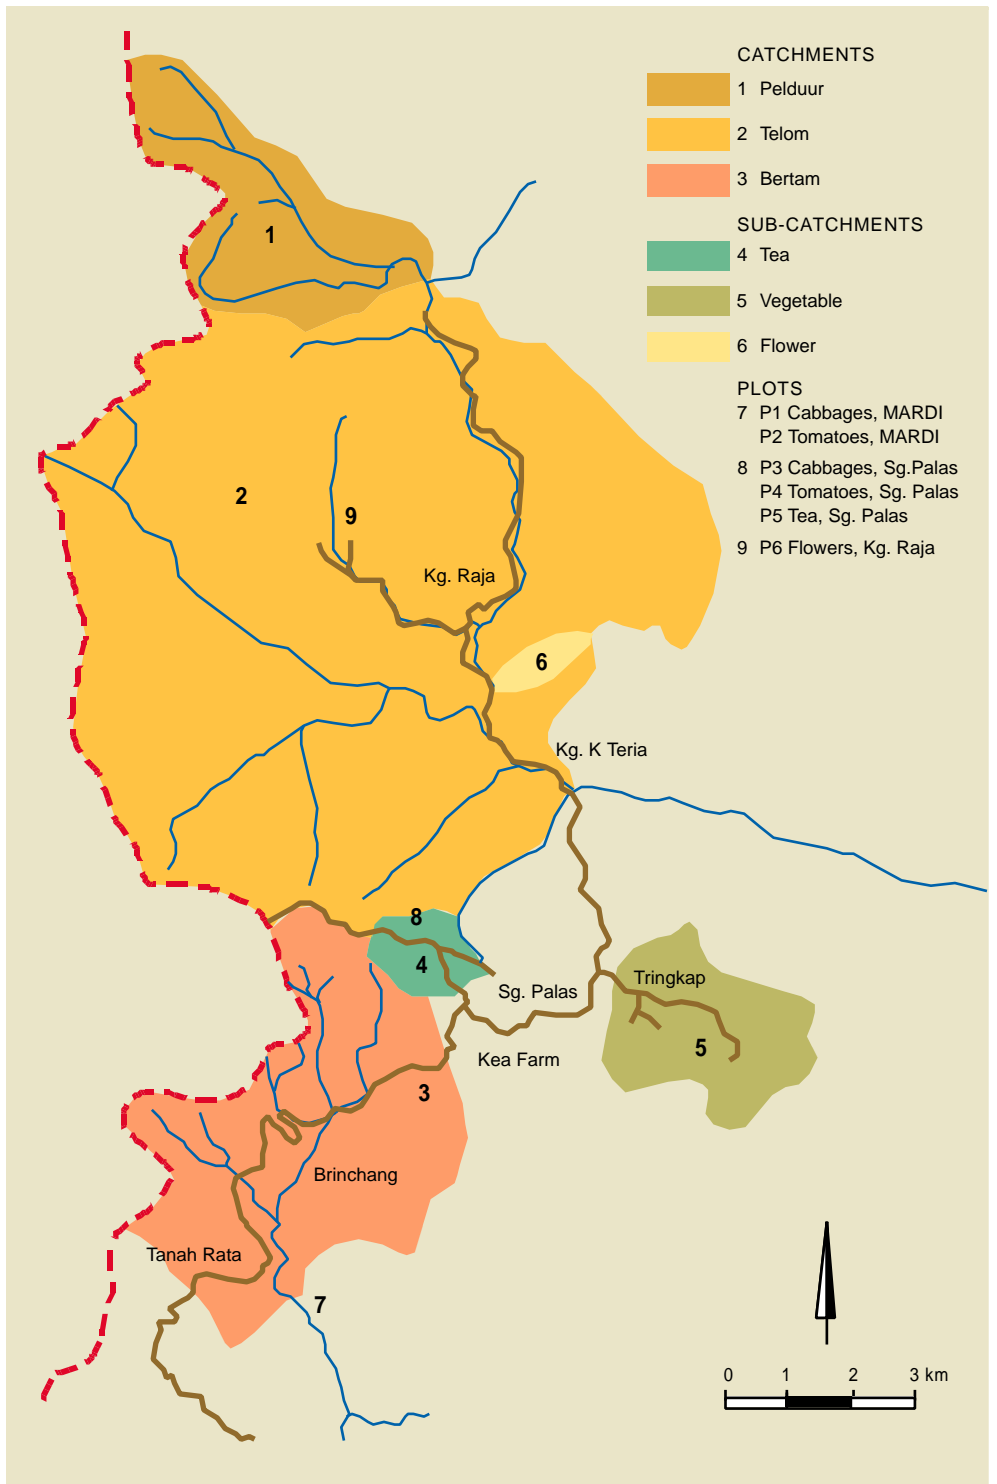 CATCHMENTS
1 Pelduur
2 Telom
3 Bertam
SUB-CATCHMENTS
4 Tea
5 Vegetable
6 Flower
PLOTS
7 P1 Cabbages, MARDI
P2 Tomatoes, MARDI
8 P3 Cabbages, Sg.Palas
P4 Tomatoes, Sg. Palas
P5 Tea, Sg. Palas
9 P6 Flowers, Kg. Raja
1
2
9
Kg. Raja
6
Kg. K Teria
8
4
Tringkap
Sg. Palas
5
Kea Farm
3
Brinchang
Tanah Rata
7
0 1 2 3 km